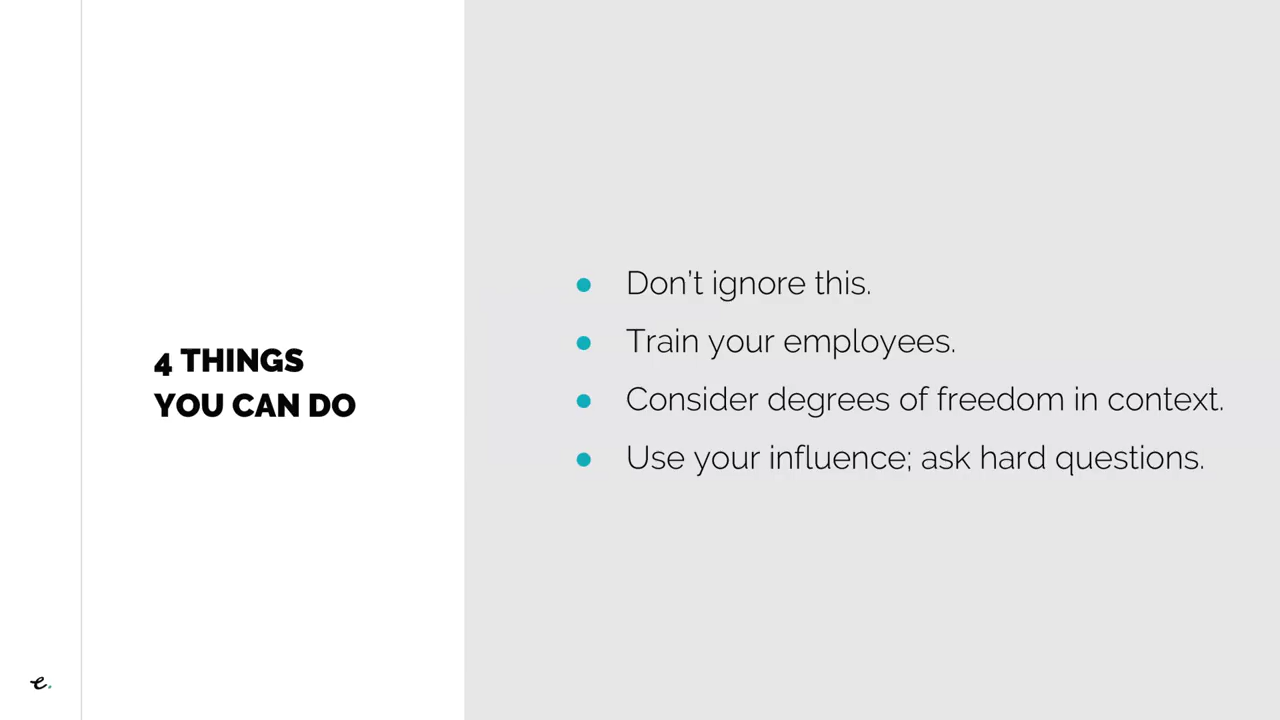 4 THINGS
YOU CAN DO
● Don't ignore this.
● Train your employees.
● Consider degrees of freedom in context.
● Use your influence; ask hard questions.
e.